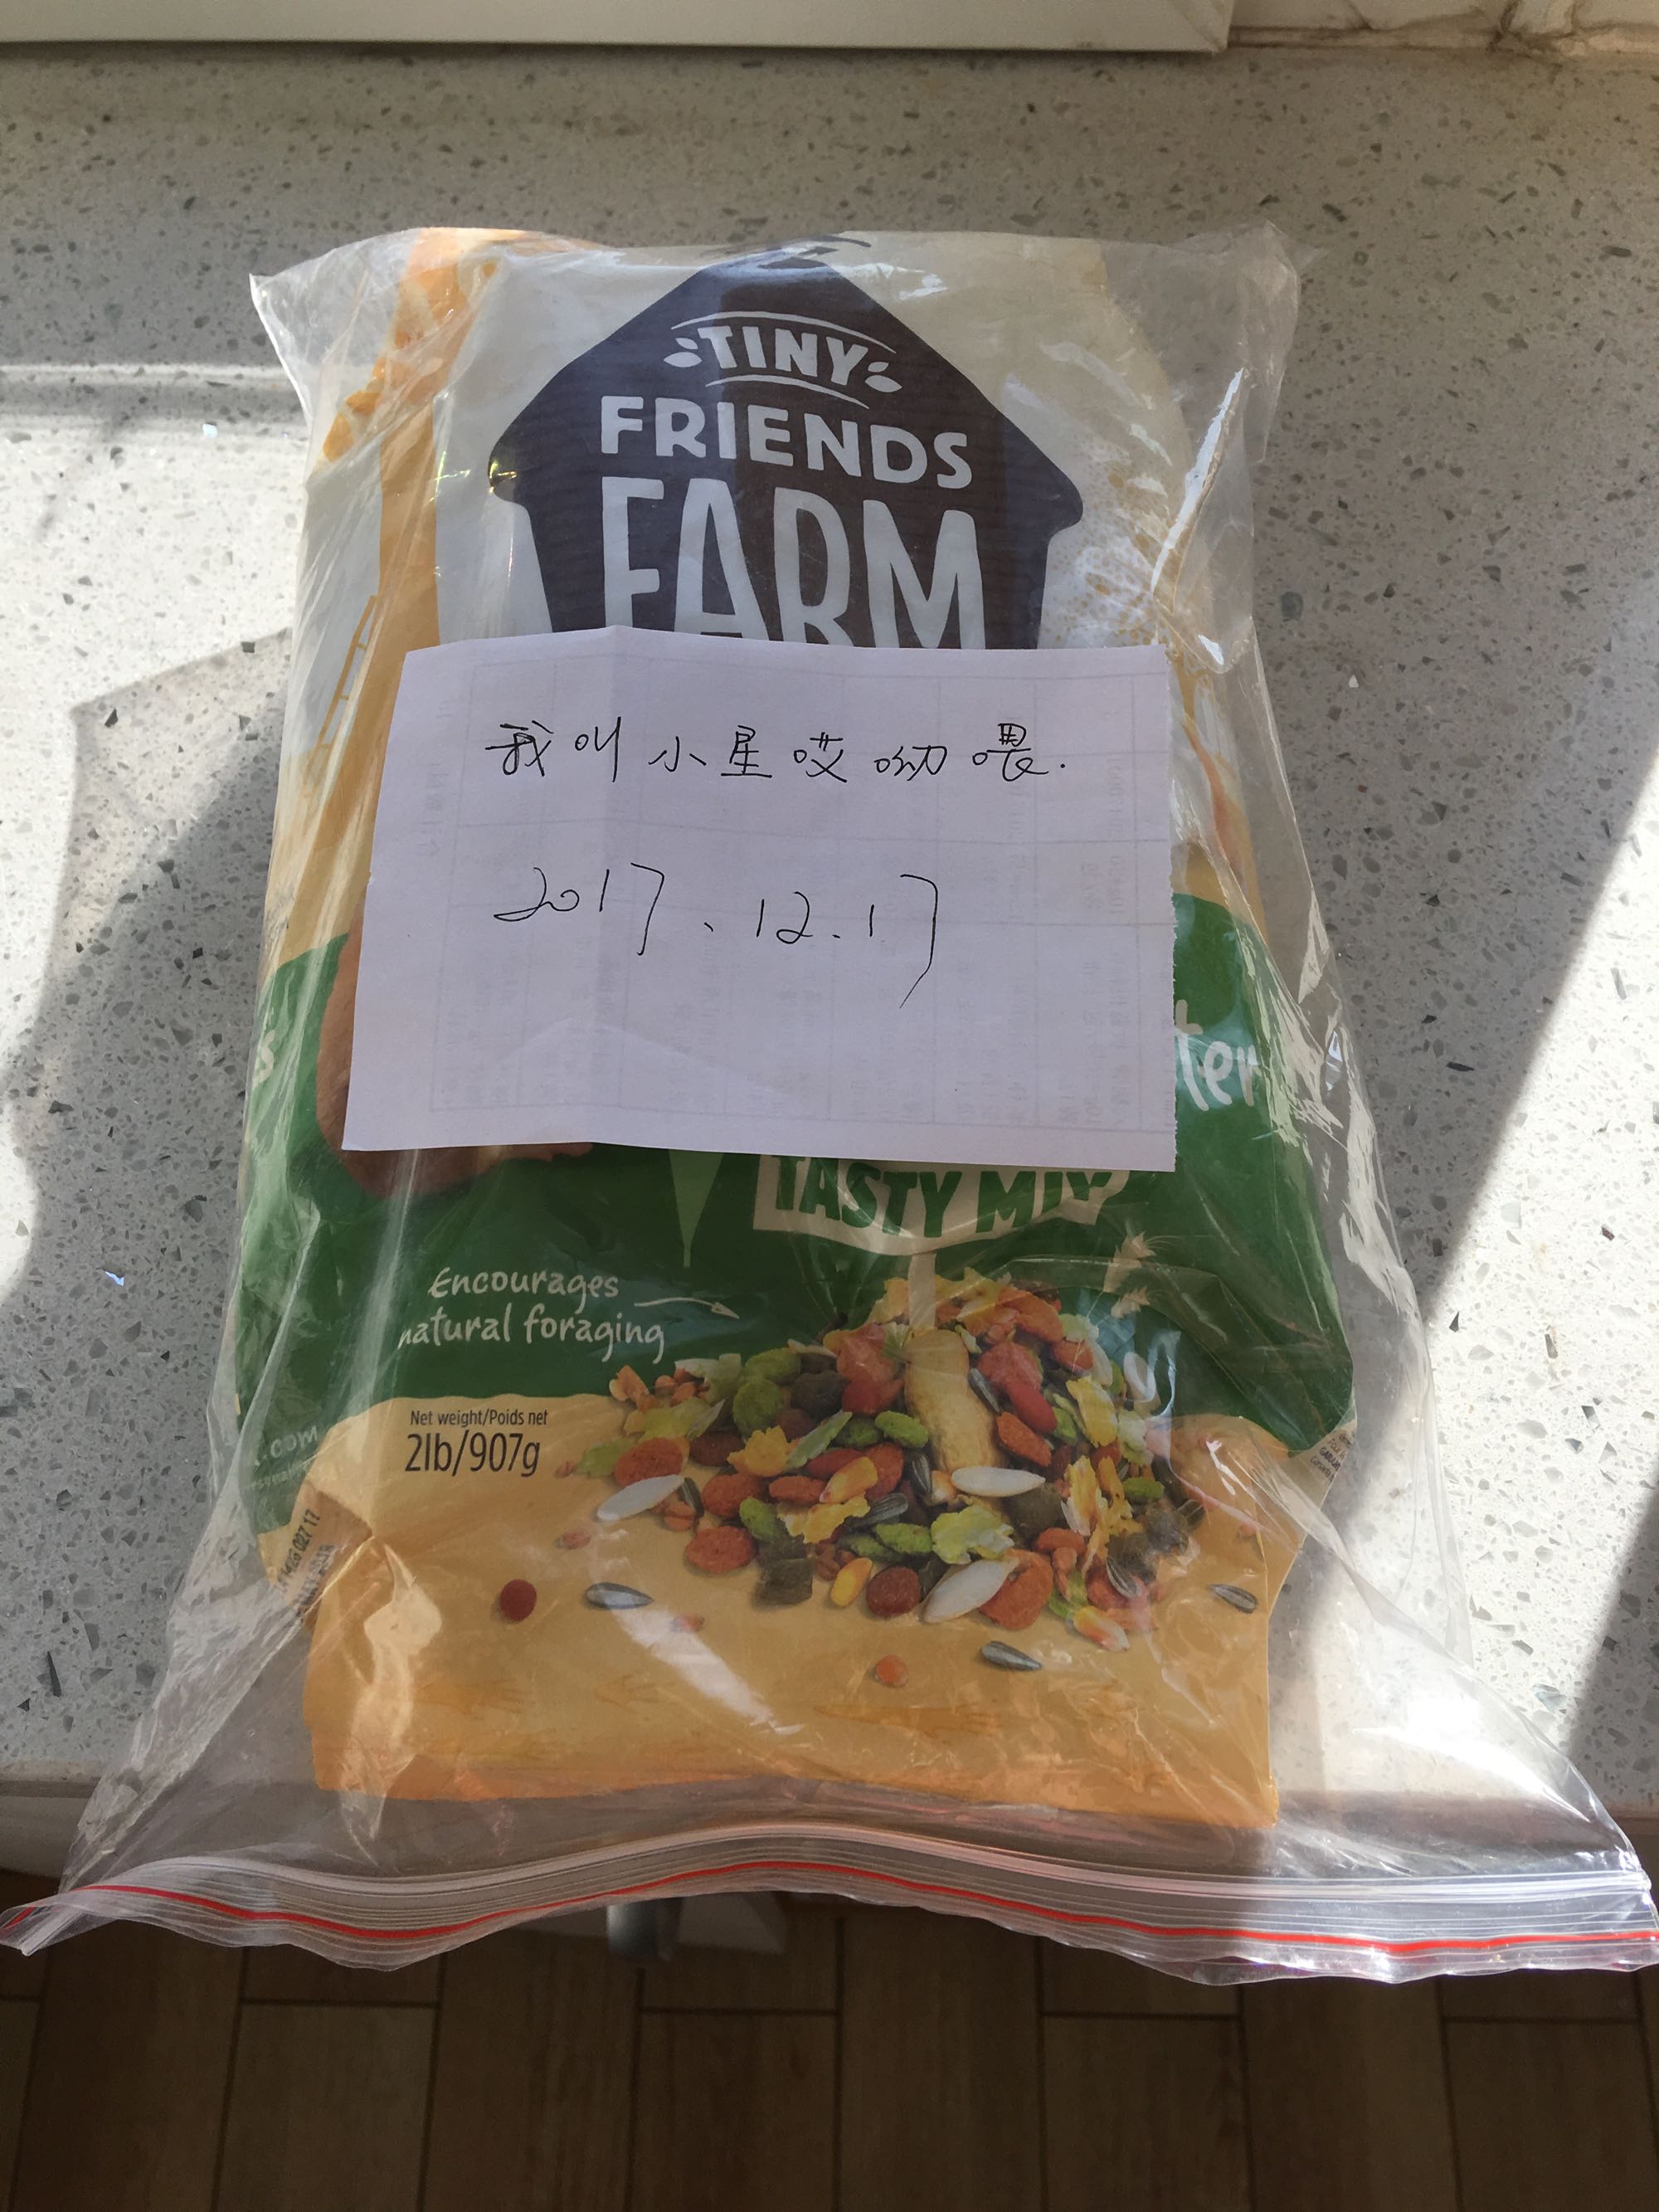 TINY
FRIENDS
FARM
我叫小星哎呦喂.
2017.12.17
TASTY MIX
Encourages
natural foraging
Net weight/Poids net
2lb/907g